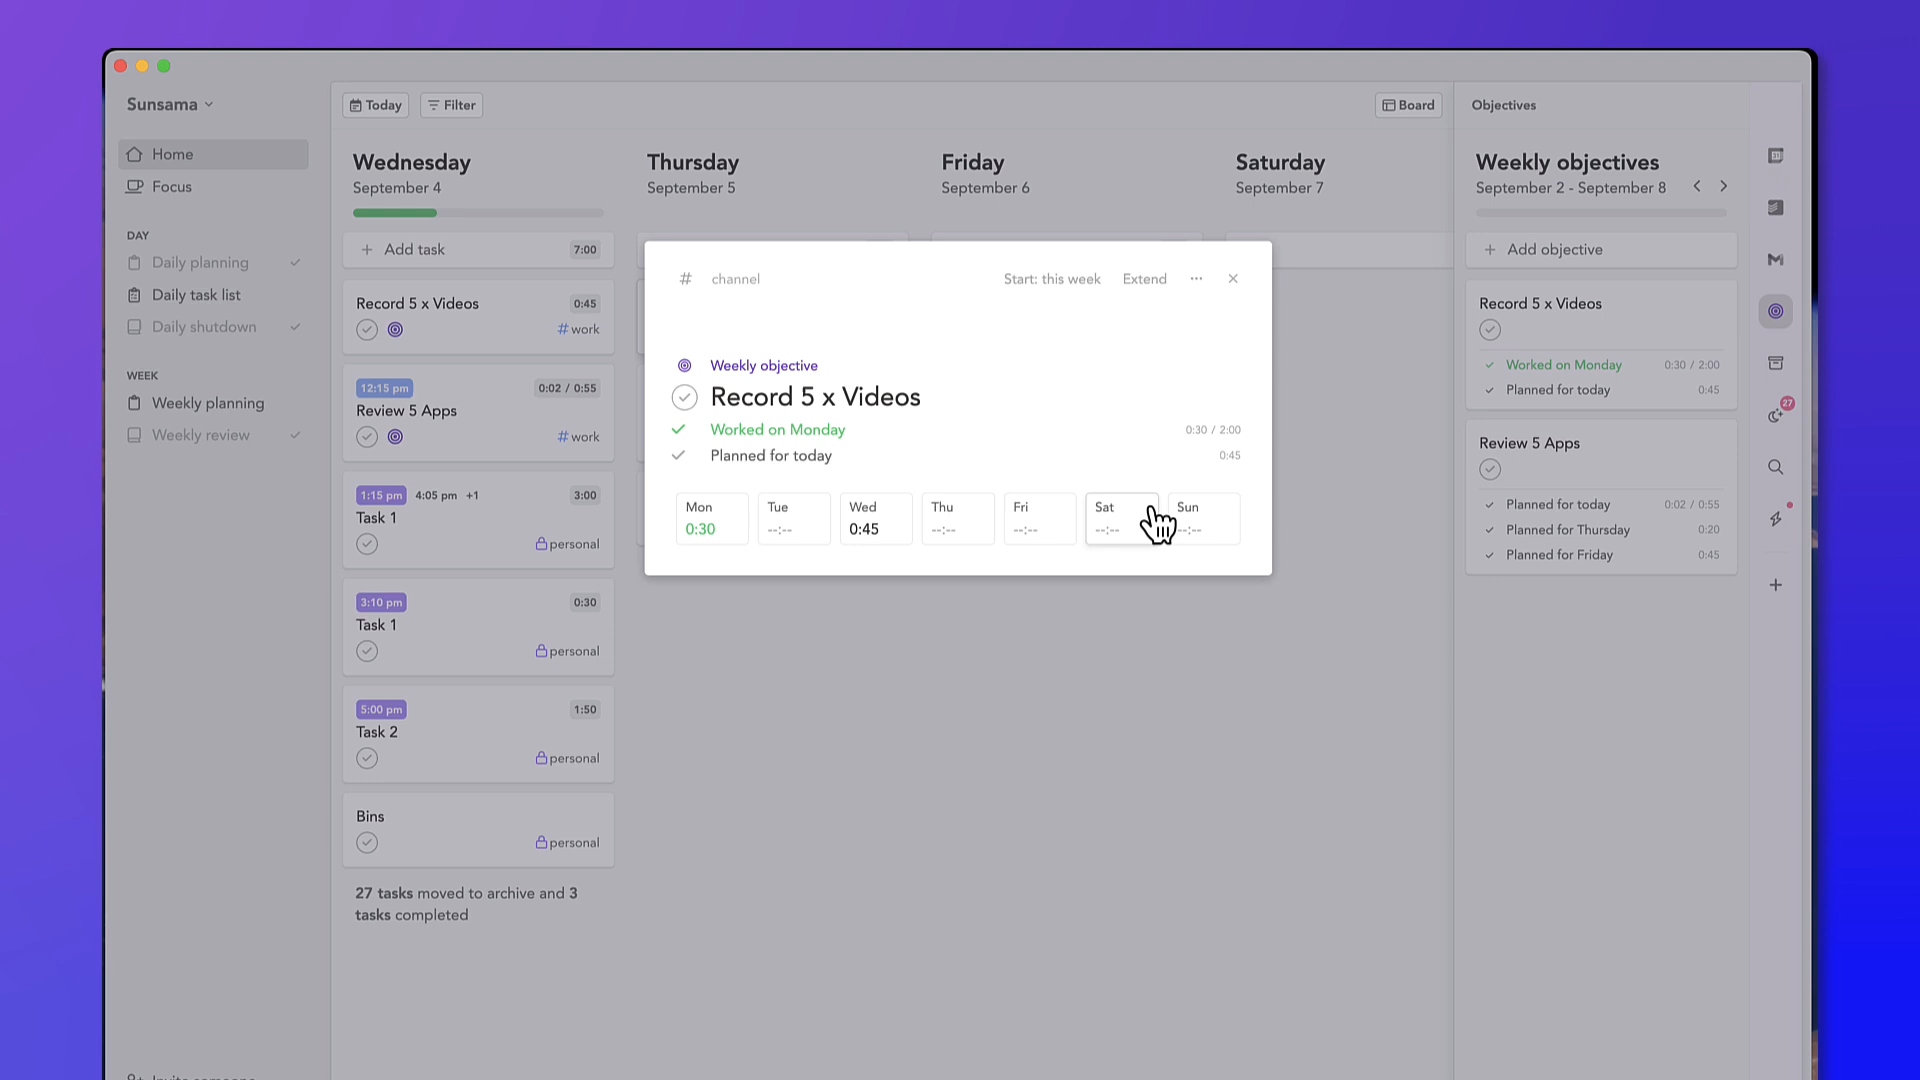 Sunsama
Home
Focus
DAY
Daily planning
Daily task list
Daily shutdown
WEEK
Weekly planning
Weekly review
Today
Filter
Board
Wednesday
September 4
Add task
7:00
Record 5 x Videos
0:45
#work
12:15 pm
0:02 / 0:55
Review 5 Apps
#work
1:15 pm 4:05 pm +1
3:00
Task 1
personal
3:10 pm
0:30
Task 1
personal
5:00 pm
1:50
Task 2
personal
Bins
personal
27 tasks moved to archive and 3
tasks completed
Thursday
September 5
Friday
September 6
Saturday
September 7
# channel
Start: this week
Extend
Weekly objective
Record 5 x Videos
Worked on Monday
0:30 / 2:00
Planned for today
0:45
Mon
0:30
Tue
--:--
Wed
0:45
Thu
--:--
Fri
--:--
Sat
--:--
Sun
--:--
Objectives
Weekly objectives
September 2 - September 8
Add objective
Record 5 x Videos
Worked on Monday
0:30 / 2:00
Planned for today
0:45
Review 5 Apps
Planned for today
0:02 / 0:55
Planned for Thursday
0:20
Planned for Friday
0:45
31
27